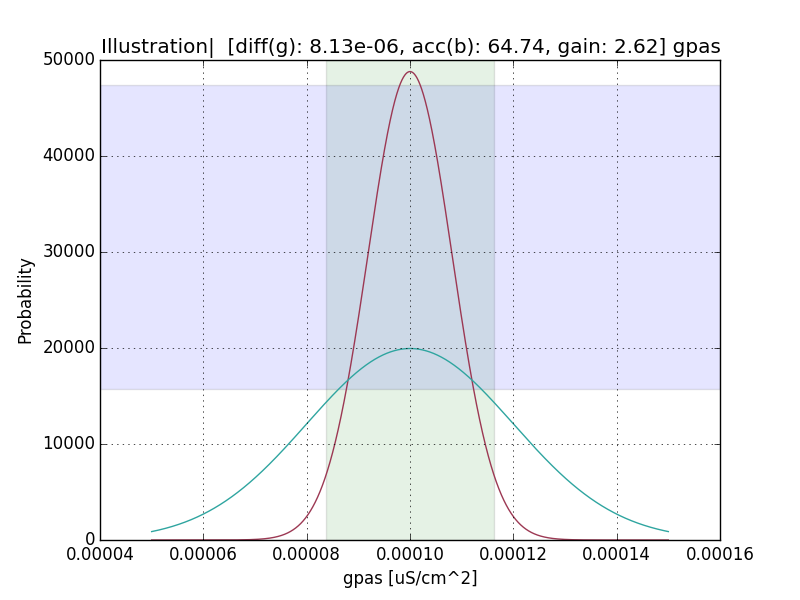 Illustration|  [diff(g): 8.13e-06, acc(b): 64.74, gain: 2.62] gpas
50000
40000
30000
20000
10000
0
Probability
0.00004 0.00006 0.00008 0.00010 0.00012 0.00014 0.00016
gpas [uS/cm^2]